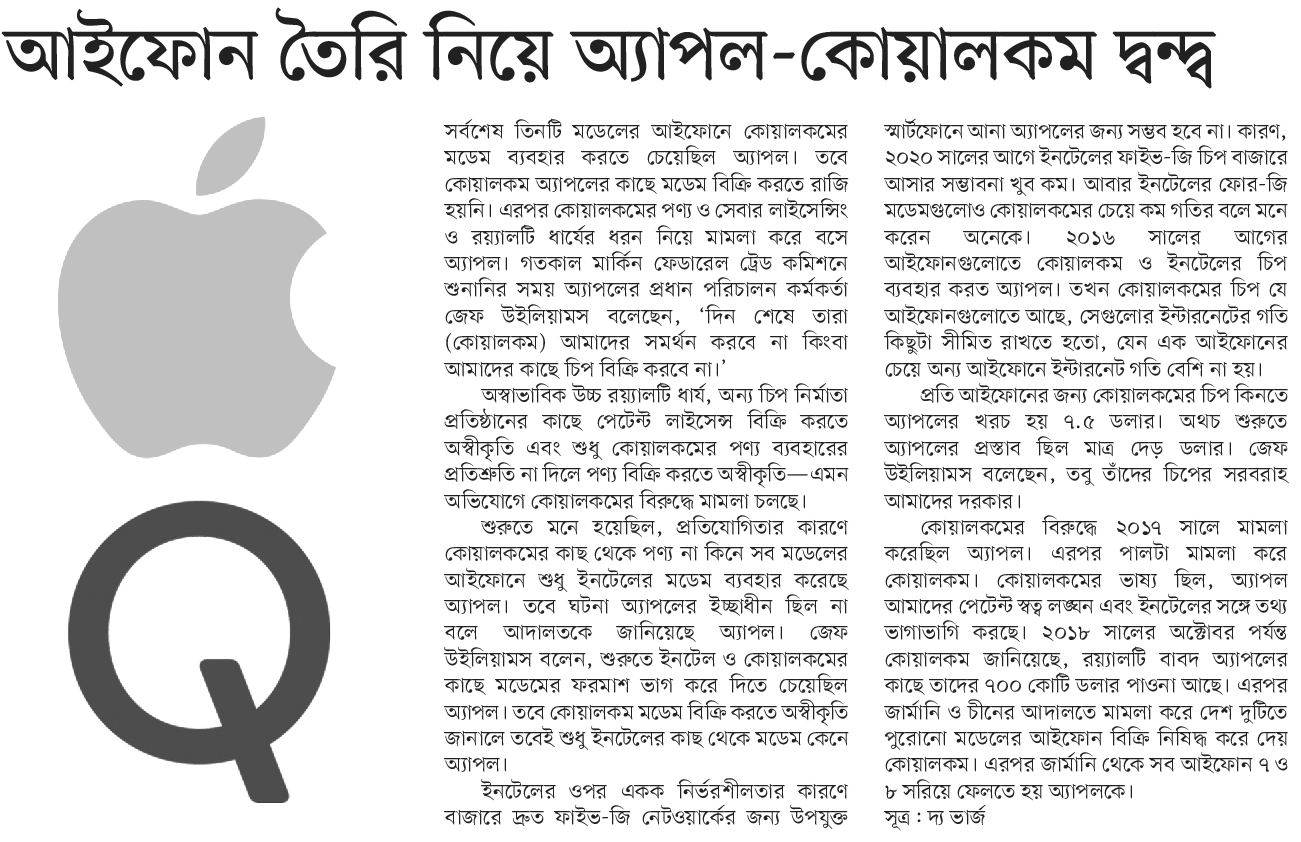 আইফোন তৈরি নিয়ে অ্যাপল-কোয়ালকম দ্বন্দ্ব
সর্বশেষ তিনটি মডেলের আইফোনে কোয়ালকমের
মডেম ব্যবহার করতে চেয়েছিল অ্যাপল। তবে
কোয়ালকম অ্যাপলের কাছে মডেম বিক্রি করতে রাজি
হয়নি। এরপর কোয়ালকমের পণ্য ও সেবার লাইসেন্সিং
ও রয়্যালটি ধার্যের ধরন নিয়ে মামলা করে বসে
অ্যাপল। গতকাল মার্কিন ফেডারেল ট্রেড কমিশনে
শুনানির সময় অ্যাপলের প্রধান পরিচালন কর্মকর্তা
জেফ উইলিয়ামস বলেছেন, ‘দিন শেষে তারা
(কোয়ালকম) আমাদের সমর্থন করবে না কিংবা
আমাদের কাছে চিপ বিক্রি করবে না।’
অস্বাভাবিক উচ্চ রয়্যালটি ধার্য, অন্য চিপ নির্মাতা
প্রতিষ্ঠানের কাছে পেটেন্ট লাইসেন্স বিক্রি করতে
অস্বীকৃতি এবং শুধু কোয়ালকমের পণ্য ব্যবহারের
প্রতিশ্রুতি না দিলে পণ্য বিক্রি করতে অস্বীকৃতি—এমন
অভিযোগে কোয়ালকমের বিরুদ্ধে মামলা চলছে।
শুরুতে মনে হয়েছিল, প্রতিযোগিতার কারণে
কোয়ালকমের কাছ থেকে পণ্য না কিনে সব মডেলের
আইফোনে শুধু ইনটেলের মডেম ব্যবহার করেছে
অ্যাপল। তবে ঘটনা অ্যাপলের ইচ্ছাধীন ছিল না
বলে আদালতকে জানিয়েছে অ্যাপল। জেফ
উইলিয়ামস বলেন, শুরুতে ইনটেল ও কোয়ালকমের
কাছে মডেমের ফরমাশ ভাগ করে দিতে চেয়েছিল
অ্যাপল। তবে কোয়ালকম মডেম বিক্রি করতে অস্বীকৃতি
জানালে তবেই শুধু ইনটেলের কাছ থেকে মডেম কেনে
অ্যাপল।
ইনটেলের ওপর একক নির্ভরশীলতার কারণে
বাজারে দ্রুত ফাইভ-জি নেটওয়ার্কের জন্য উপযুক্ত
স্মার্টফোনে আনা অ্যাপলের জন্য সম্ভব হবে না। কারণ,
২০২০ সালের আগে ইনটেলের ফাইভ-জি চিপ বাজারে
আসার সম্ভাবনা খুব কম। আবার ইনটেলের ফোর-জি
মডেমগুলোও কোয়ালকমের চেয়ে কম গতির বলে মনে
করেন অনেকে। ২০১৬ সালের আগের
আইফোনগুলোতে কোয়ালকম ও ইনটেলের চিপ
ব্যবহার করত অ্যাপল। তখন কোয়ালকমের চিপ যে
আইফোনগুলোতে আছে, সেগুলোর ইন্টারনেটের গতি
কিছুটা সীমিত রাখতে হতো, যেন এক আইফোনের
চেয়ে অন্য আইফোনে ইন্টারনেট গতি বেশি না হয়।
প্রতি আইফোনের জন্য কোয়ালকমের চিপ কিনতে
অ্যাপলের খরচ হয় ৭.৫ ডলার। অথচ শুরুতে
অ্যাপলের প্রস্তাব ছিল মাত্র দেড় ডলার। জেফ
উইলিয়ামস বলেছেন, তবু তাঁদের চিপের সরবরাহ
আমাদের দরকার।
কোয়ালকমের বিরুদ্ধে ২০১৭ সালে মামলা
করেছিল অ্যাপল। এরপর পালটা মামলা করে
কোয়ালকম। কোয়ালকমের ভাষ্য ছিল, অ্যাপল
আমাদের পেটেন্ট স্বত্ব লঙ্ঘন এবং ইনটেলের সঙ্গে তথ্য
ভাগাভাগি করছে। ২০১৮ সালের অক্টোবর পর্যন্ত
কোয়ালকম জানিয়েছে, রয়্যালটি বাবদ অ্যাপলের
কাছে তাদের ৭০০ কোটি ডলার পাওনা আছে। এরপর
জার্মানি ও চীনের আদালতে মামলা করে দেশ দুটিতে
পুরোনো মডেলের আইফোন বিক্রি নিষিদ্ধ করে দেয়
কোয়ালকম। এরপর জার্মানি থেকে সব আইফোন ৭ ও
৮ সরিয়ে ফেলতে হয় অ্যাপলকে।
সূত্র : দ্য ভার্জ